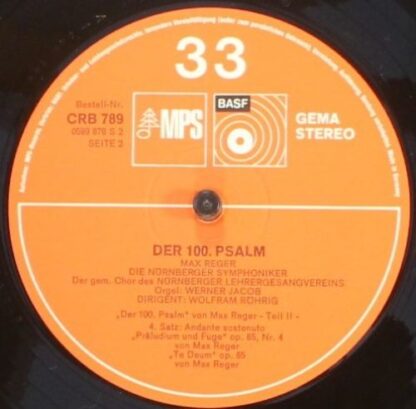 33
Bestell-Nr.
CRB 789
0599 876 S 2
SEITE 2
MPS
BASF
GEMA
STEREO
DER 100. PSALM
MAX REGER
DIE NÜRNBERGER SYMPHONIKER
Der gem. Chor des NÜRNBERGER LEHRERGESANGVEREINS.
Orgel: WERNER JACOB
DIRIGENT: WOLFRAM RÖHRIG
„Der 100. Psalm" von Max Reger - Teil II -
4. Satz: Andante sostenuto
„Präludium und Fuge" op. 85, Nr. 4
von Max Reger
„Te Deum" op. 65
von Max Reger